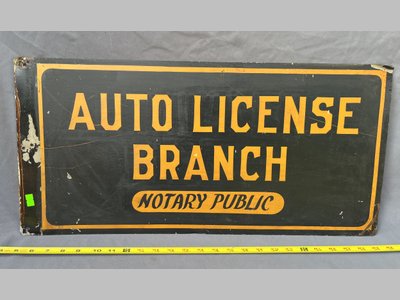 AUTO LICENSE
BRANCH
NOTARY PUBLIC